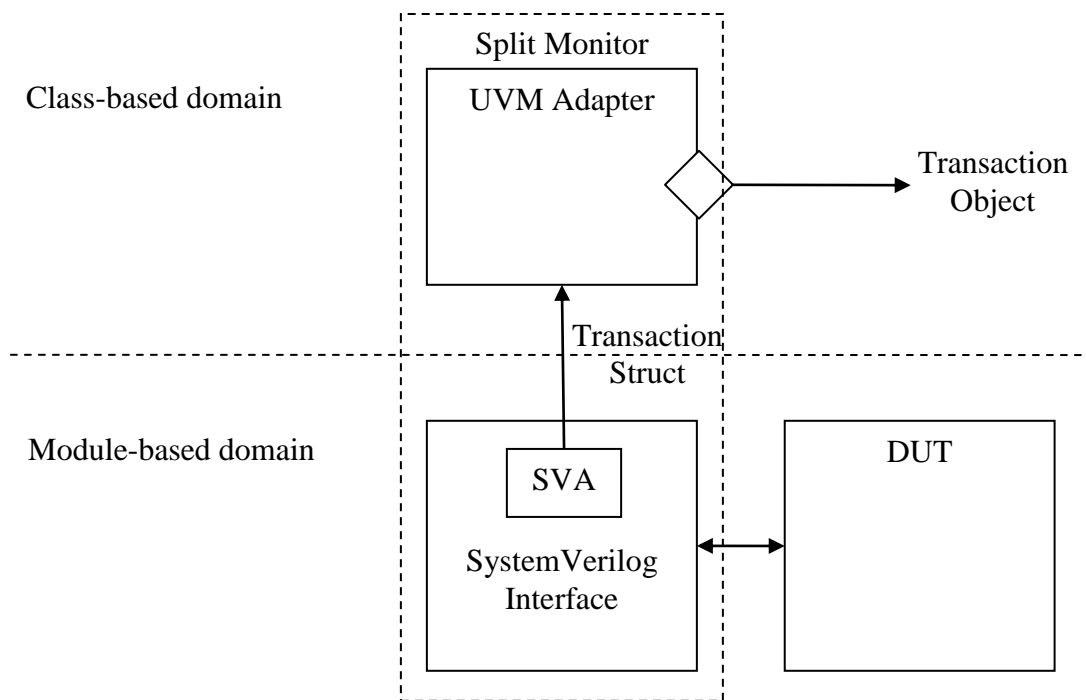 Split Monitor
Class-based domain
UVM Adapter
Transaction
Object
Transaction
Struct
Module-based domain
SVA
SystemVerilog
Interface
DUT